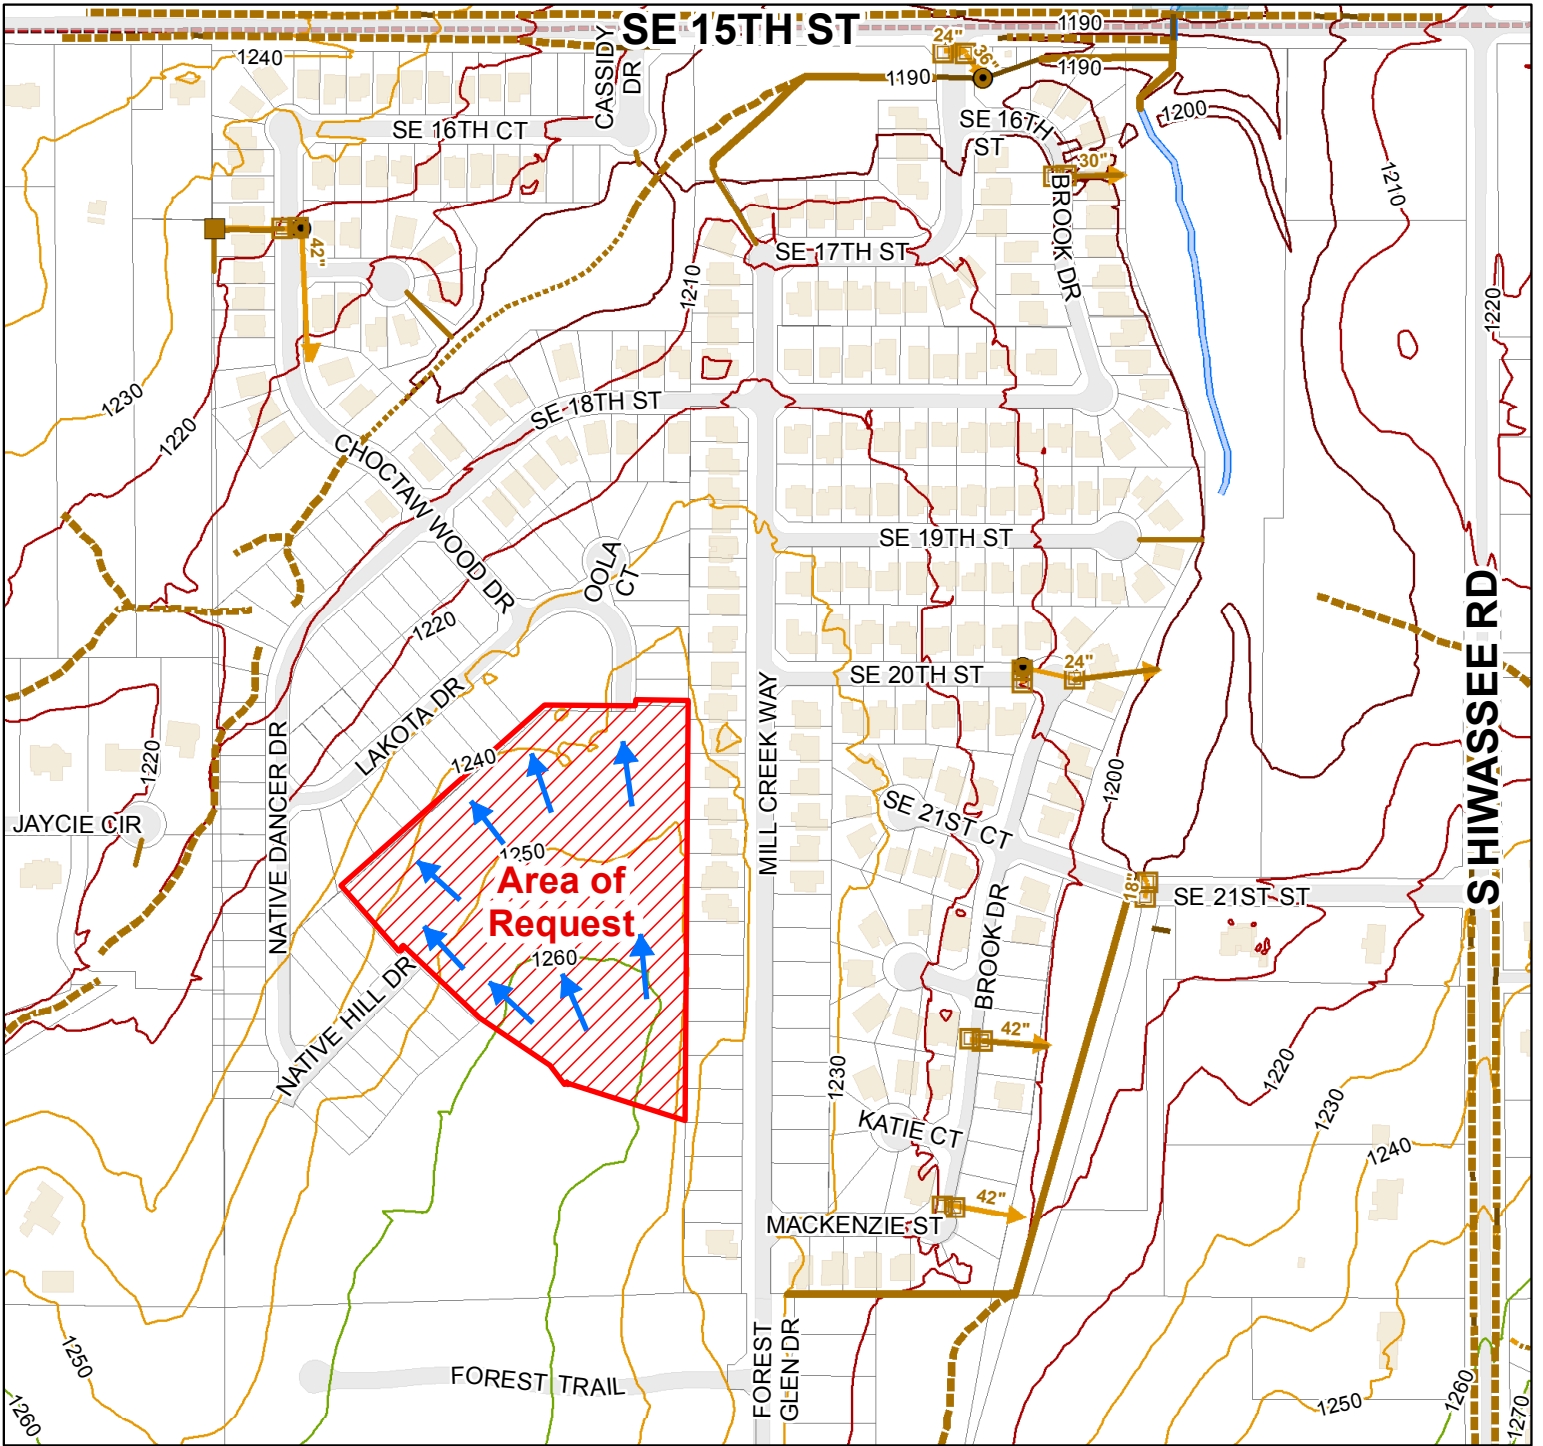 SE 15TH ST
1190
24"
36"
1240
CASSIDY
DR
1190
1190
1200
SE 16TH CT
SE 16TH
ST
30"
1210
BROOK DR
42"
SE 17TH ST
1210
1220
1230
1220
SE 18TH ST
CHOCTAW WOOD DR
SE 19TH ST
OOLA
CT
1220
S HIWASSEE RD
SE 20TH ST
24"
MILL CREEK WAY
LAKOTA DR
NATIVE DANCER DR
1220
1240
1200
JAYCIE CIR
SE 21ST CT
1250
Area of
Request
18"
SE 21ST ST
BROOK DR
1260
NATIVE HILL DR
42"
1230
1220
1230
KATIE CT
1240
42"
MACKENZIE ST
1250
FOREST
GLEN DR
FOREST TRAIL
1260
1250
1260
1270